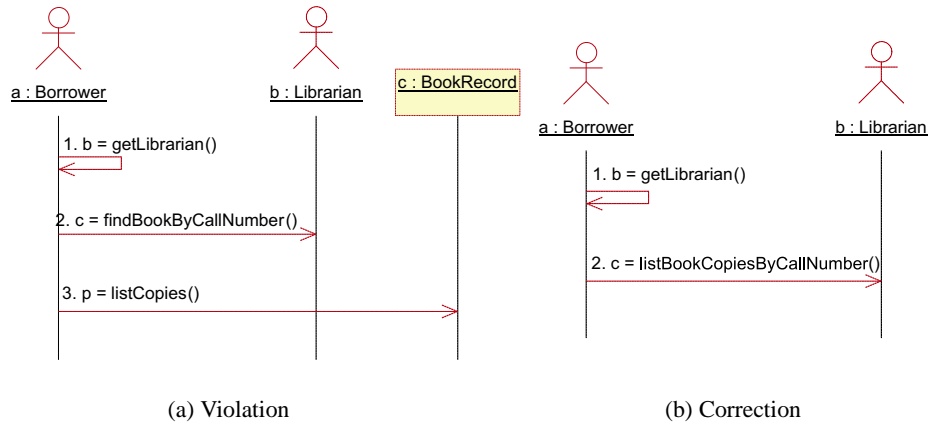 a : Borrower
b : Librarian
c : BookRecord
1. b = getLibrarian()
2. c = findBookByCallNumber()
3. p = listCopies()
(a) Violation
a : Borrower
b : Librarian
1. b = getLibrarian()
2. c = listBookCopiesByCallNumber()
(b) Correction